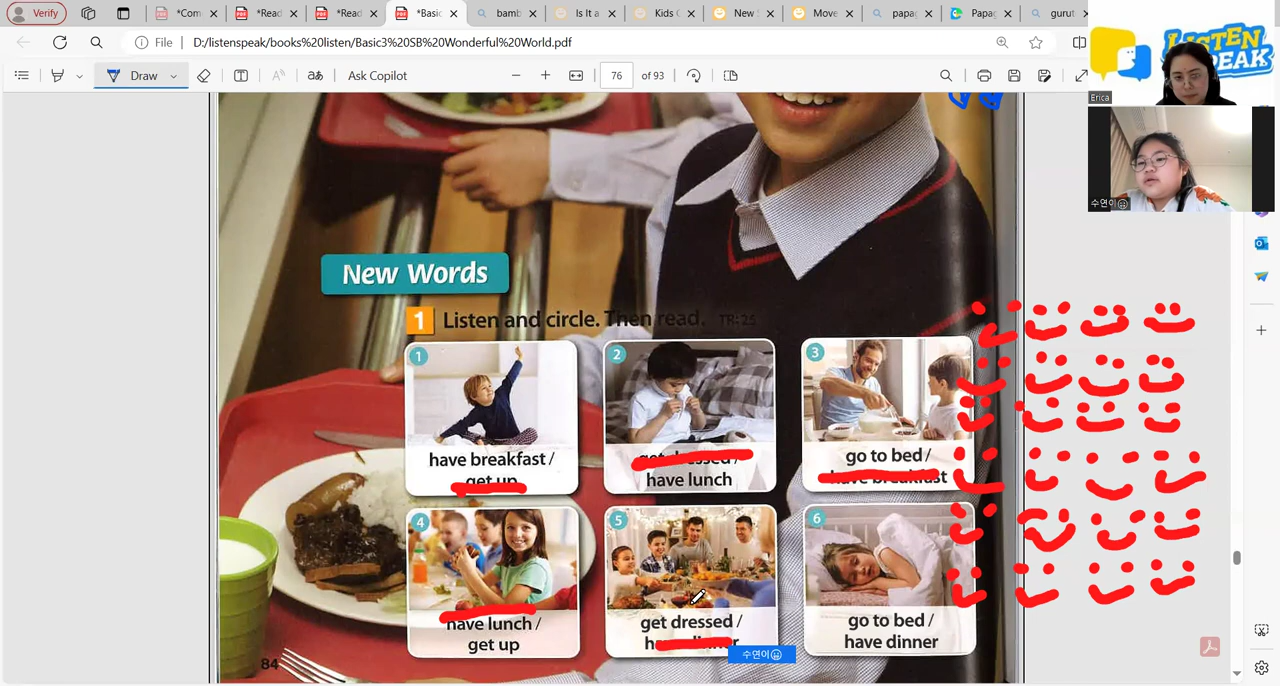 Verify
*Com
*Read
*Read
*Basic
bamb
Is It a
Kids
New
Move
papa
Papag
gurut
File
D:/listenspeak/books%20listen/Basic3%20SB%20Wonderful%20World.pdf
Draw
Ask Copilot
76
of 93
LISTEN
SPEAK
Erica
수연이
New Words
1 Listen and circle. Then read. TR: 25
1
have breakfast /
get up
2
get dressed /
have lunch
3
go to bed /
have breakfast
4
have lunch /
get up
5
get dressed /
have dinner
6
go to bed /
have dinner
수연이
84